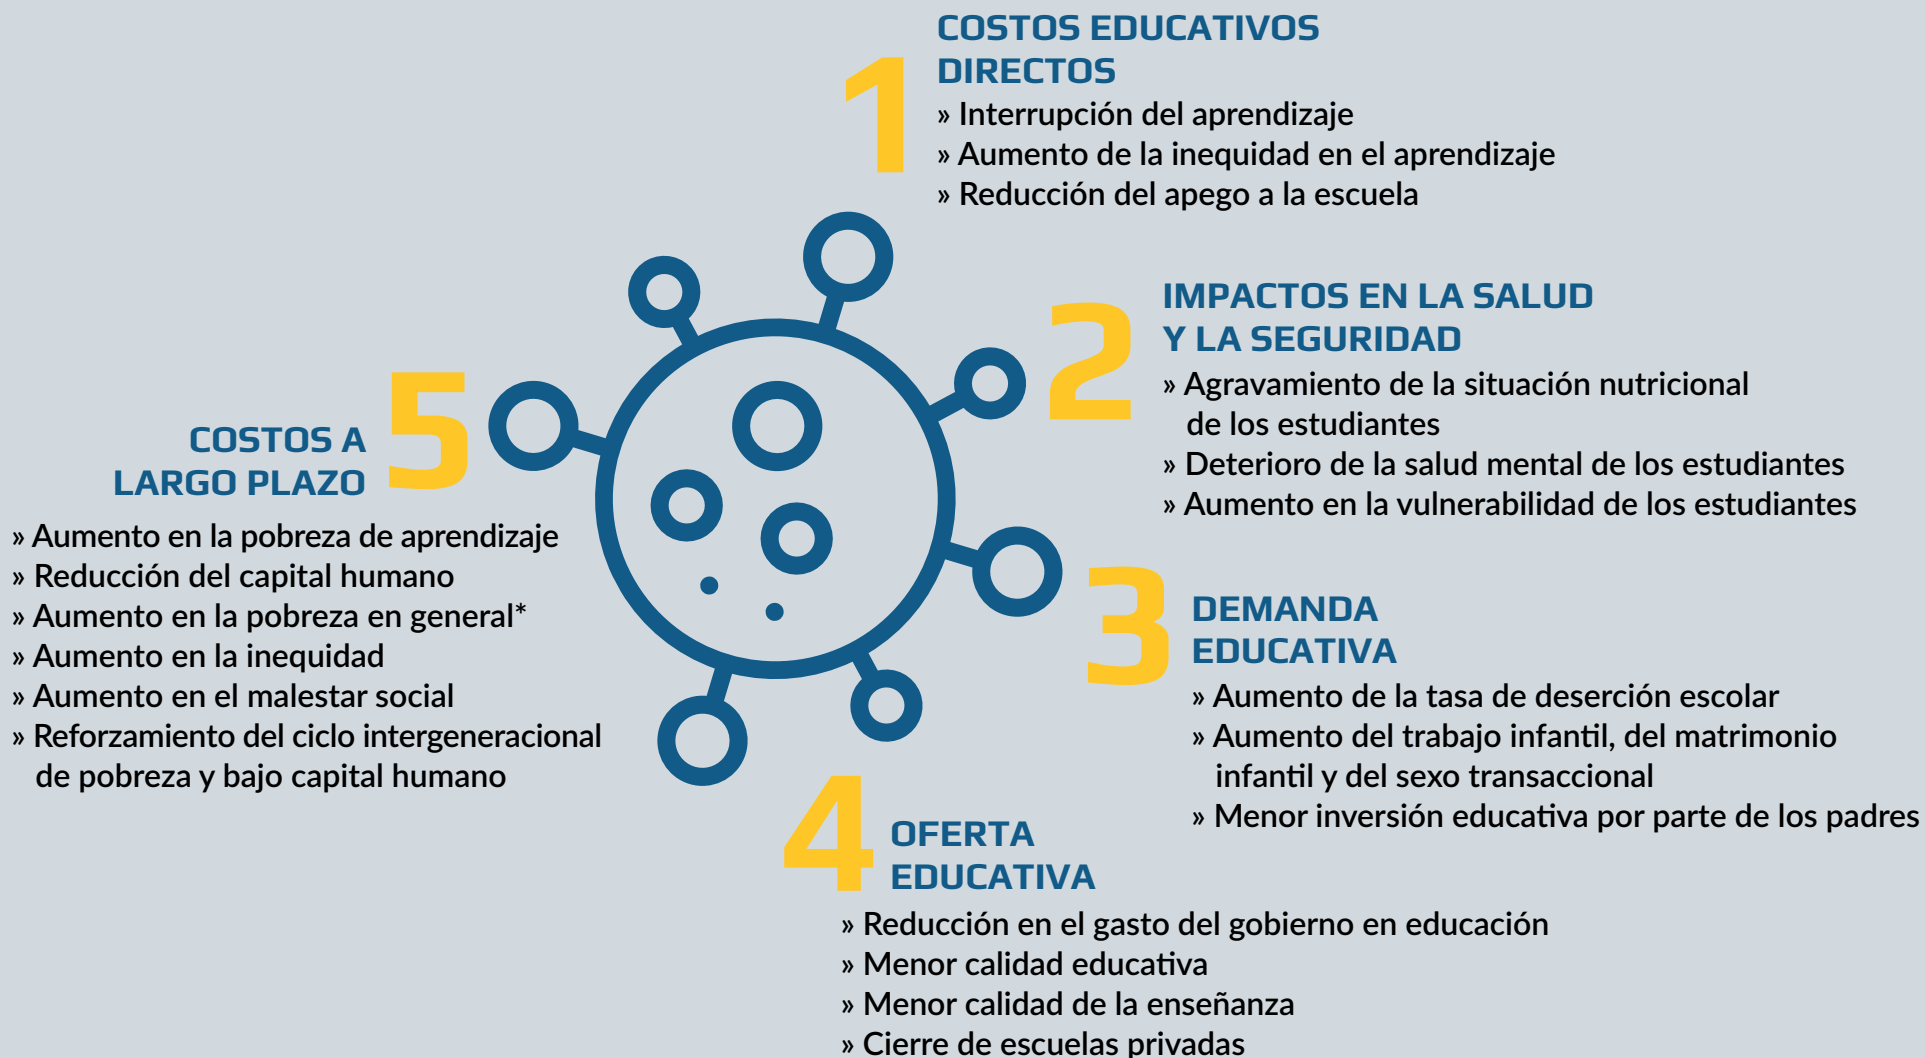 1
COSTOS EDUCATIVOS
DIRECTOS
» Interrupción del aprendizaje
» Aumento de la inequidad en el aprendizaje
» Reducción del apego a la escuela
2
IMPACTOS EN LA SALUD
Y LA SEGURIDAD
» Agravamiento de la situación nutricional
de los estudiantes
» Deterioro de la salud mental de los estudiantes
» Aumento en la vulnerabilidad de los estudiantes
3
DEMANDA
EDUCATIVA
» Aumento de la tasa de deserción escolar
» Aumento del trabajo infantil, del matrimonio
infantil y del sexo transaccional
» Menor inversión educativa por parte de los padres
4
OFERTA
EDUCATIVA
» Reducción en el gasto del gobierno en educación
» Menor calidad educativa
» Menor calidad de la enseñanza
» Cierre de escuelas privadas
5
COSTOS A
LARGO PLAZO
» Aumento en la pobreza de aprendizaje
» Reducción del capital humano
» Aumento en la pobreza en general*
» Aumento en la inequidad
» Aumento en el malestar social
» Reforzamiento del ciclo intergeneracional
de pobreza y bajo capital humano